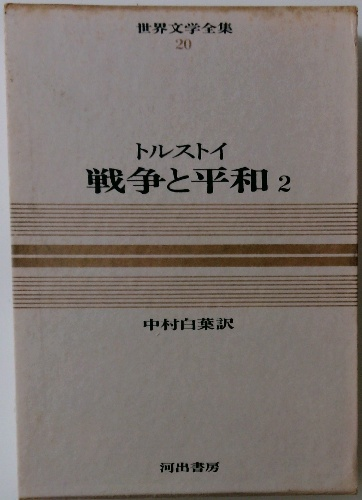 世界文学全集
20
トルストイ
戦争と平和 2
中村白葉訳
河出書房